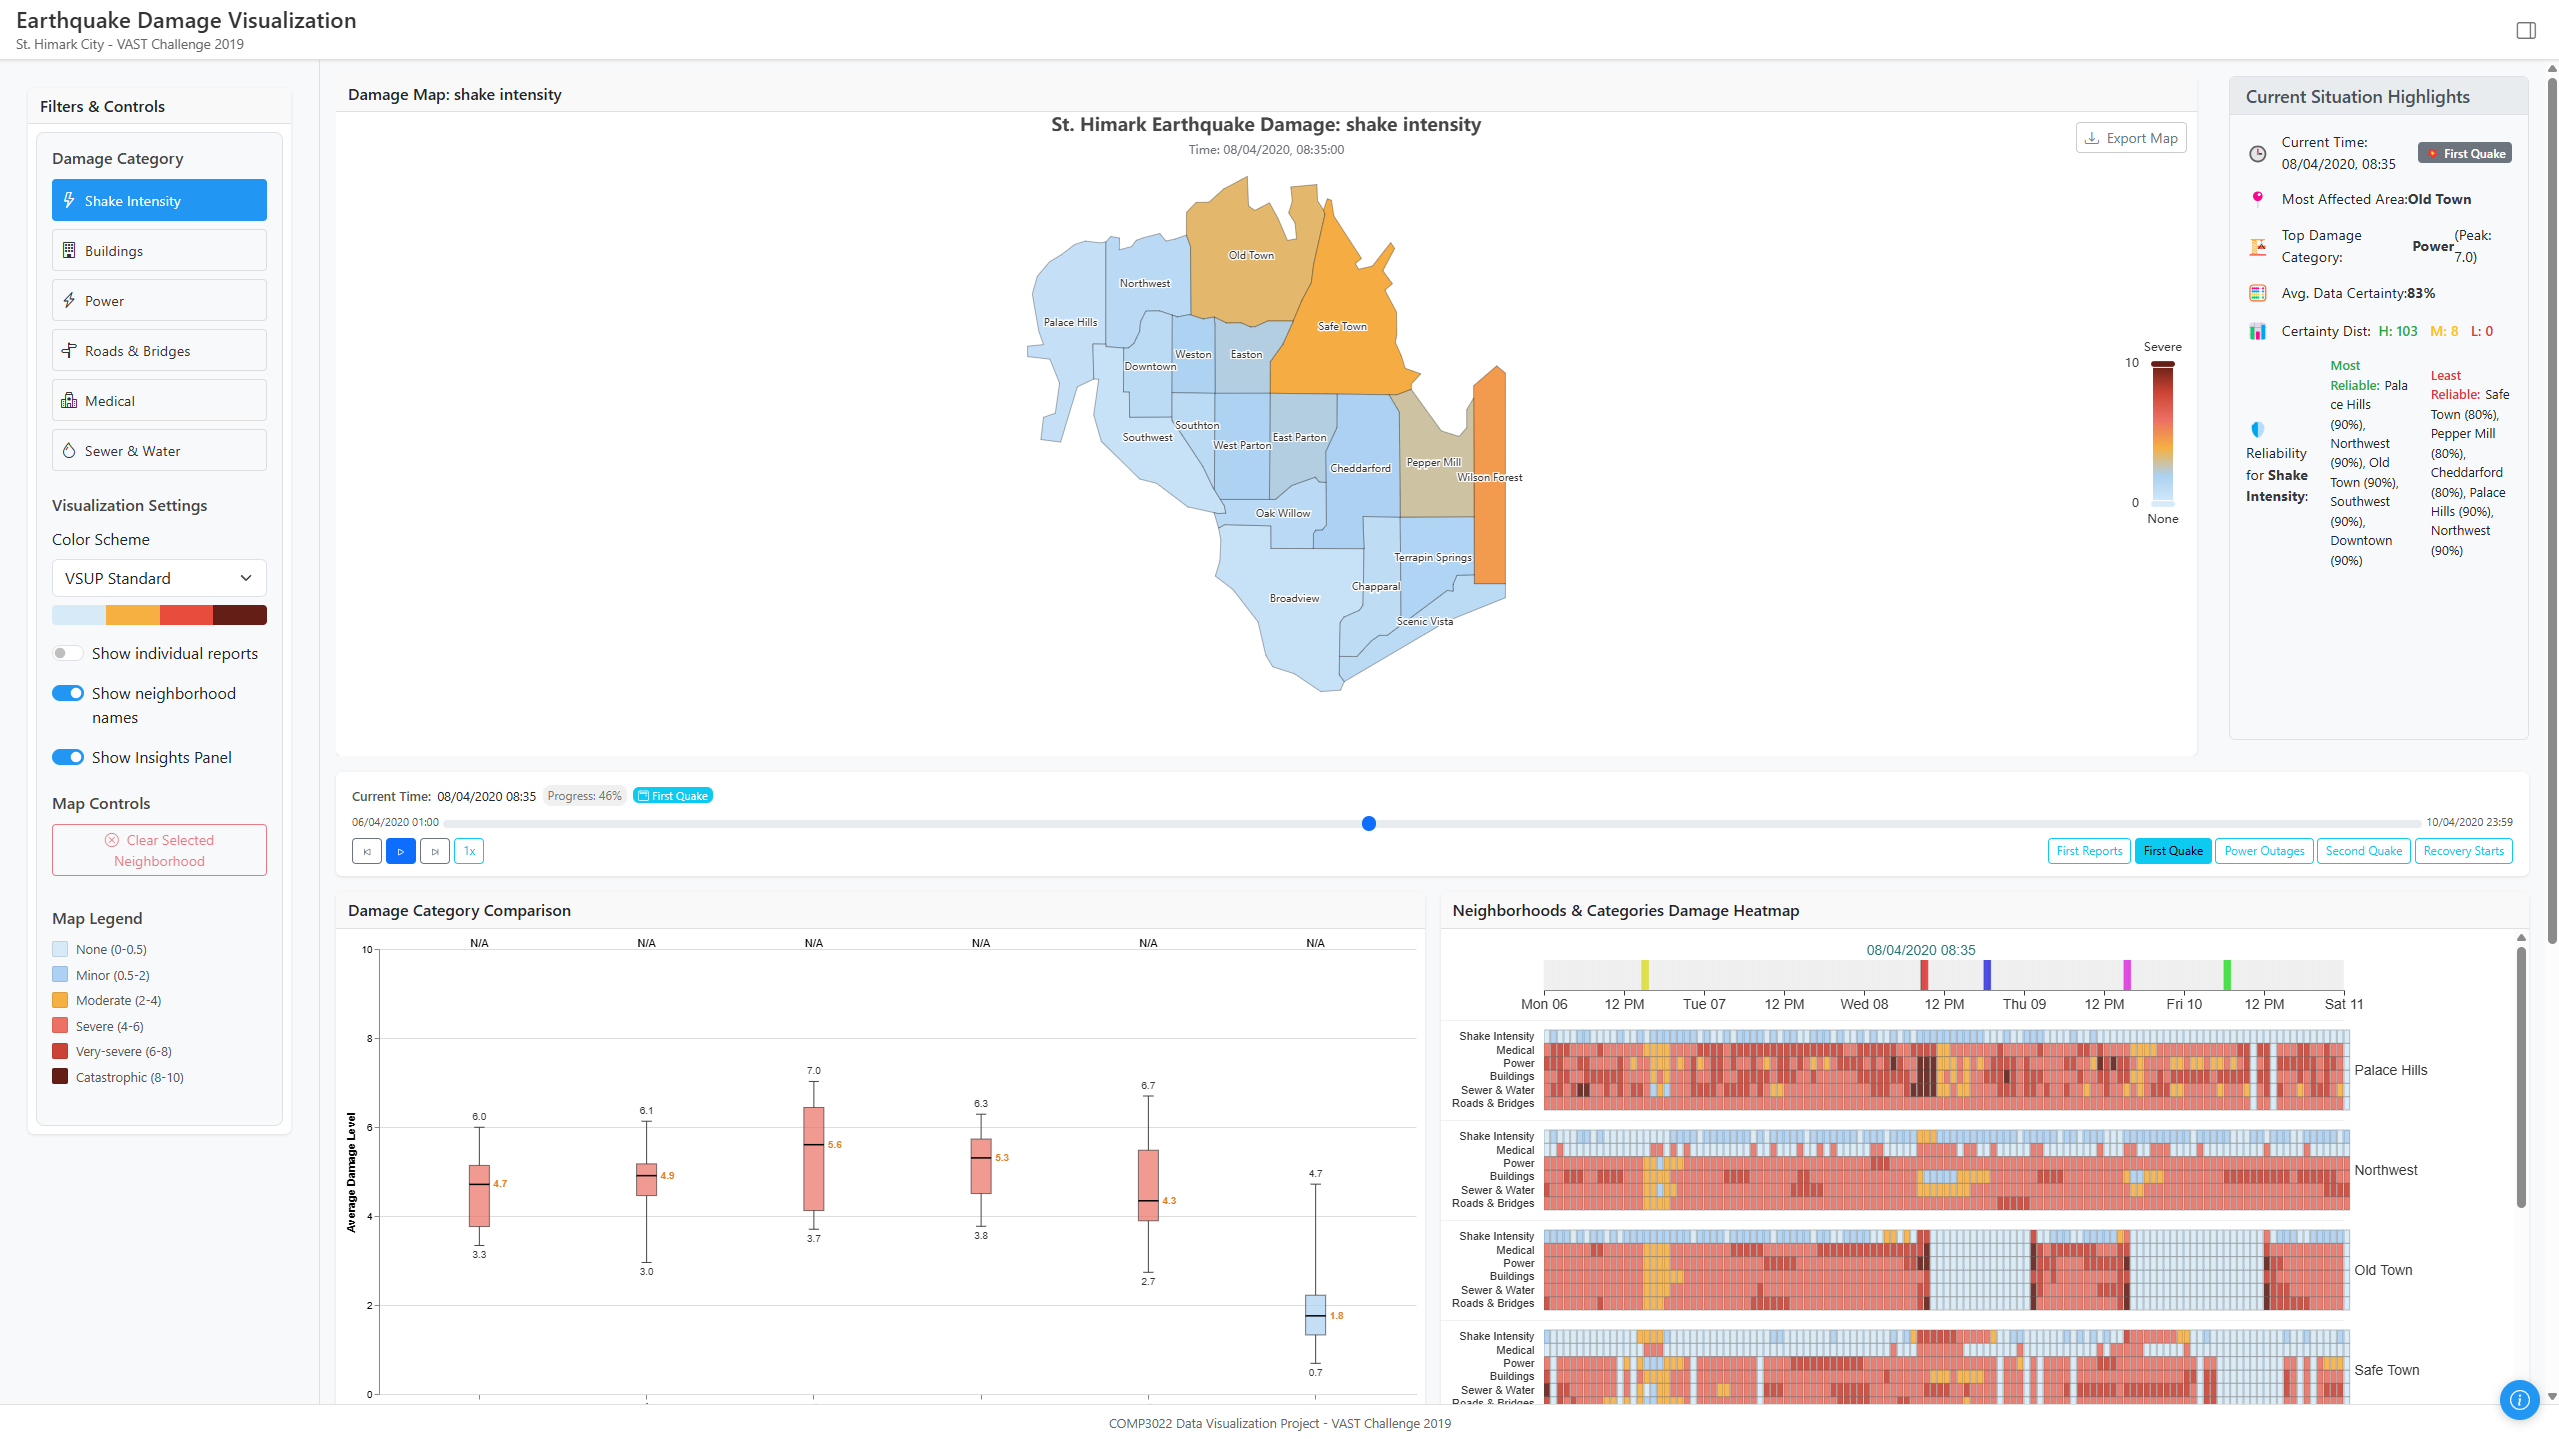 Earthquake Damage Visualization
St. Himark City - VAST Challenge 2019
Filters & Controls
Damage Category
Shake Intensity
Buildings
Power
Roads & Bridges
Medical
Sewer & Water
Visualization Settings
Color Scheme
VSUP Standard
Show individual reports
Show neighborhood
names
Show Insights Panel
Map Controls
Clear Selected
Neighborhood
Map Legend
None (0-0.5)
Minor (0.5-2)
Moderate (2-4)
Severe (4-6)
Very-severe (6-8)
Catastrophic (8-10)
Damage Map: shake intensity
St. Himark Earthquake Damage: shake intensity
Time: 08/04/2020, 08:35:00
Export Map
Old Town
Northwest
Palace Hills
Safe Town
Weston
Easton
Downtown
Southton
Southwest
West Parton
East Parton
Cheddarford
Pepper Mill
Wilson Forest
Oak Willow
Terrapin Springs
Chapparal
Broadview
Scenic Vista
Severe
10
0
None
Current Situation Highlights
Current Time:
08/04/2020, 08:35
First Quake
Most Affected Area:Old Town
Top Damage
Category:
Power
(Peak:
7.0)
Avg. Data Certainty:83%
Certainty Dist: H: 103 M: 8 L: 0
Reliability
for Shake
Intensity:
Most
Reliable: Pala
ce Hills
(90%),
Northwest
(90%), Old
Town (90%),
Southwest
(90%),
Downtown
(90%)
Least
Reliable: Safe
Town (80%),
Pepper Mill
(80%),
Cheddarford
(80%), Palace
Hills (90%),
Northwest
(90%)
Current Time: 08/04/2020 08:35 Progress: 46% First Quake
06/04/2020 01:00
10/04/2020 23:59
1x
First Reports
First Quake
Power Outages
Second Quake
Recovery Starts
Damage Category Comparison
N/A N/A N/A N/A N/A N/A
Average Damage Level
10
8
6
4
2
0
6.0
4.7
3.3
6.1
4.9
3.0
7.0
5.6
3.7
6.3
5.3
3.8
6.7
4.3
2.7
4.7
1.8
0.7
Neighborhoods & Categories Damage Heatmap
08/04/2020 08:35
Mon 06 12 PM Tue 07 12 PM Wed 08 12 PM Thu 09 12 PM Fri 10 12 PM Sat 11
Shake Intensity
Medical
Power
Buildings
Sewer & Water
Roads & Bridges
Palace Hills
Shake Intensity
Medical
Power
Buildings
Sewer & Water
Roads & Bridges
Northwest
Shake Intensity
Medical
Power
Buildings
Sewer & Water
Roads & Bridges
Old Town
Shake Intensity
Medical
Power
Buildings
Sewer & Water
Roads & Bridges
Safe Town
COMP3022 Data Visualization Project - VAST Challenge 2019